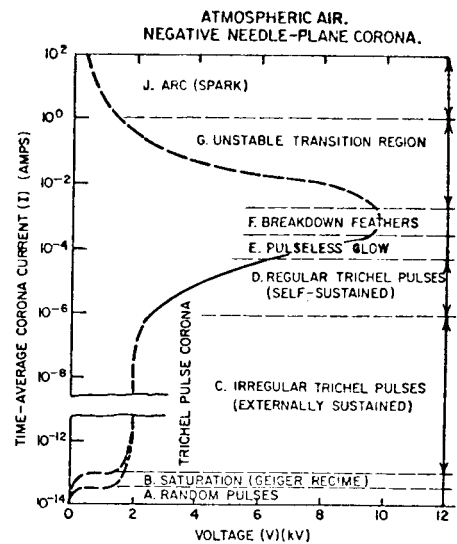 ATMOSPHERIC AIR.
NEGATIVE NEEDLE-PLANE CORONA.
TIME-AVERAGE CORONA CURRENT (I) (AMPS)
10²
10⁰
10⁻²
10⁻⁴
10⁻⁶
10⁻⁸
10⁻¹²
10⁻¹⁴
J. ARC (SPARK)
G. UNSTABLE TRANSITION REGION
F. BREAKDOWN FEATHERS
E. PULSELESS GLOW
D. REGULAR TRICHEL PULSES
(SELF-SUSTAINED)
TRICHEL PULSE CORONA
C. IRREGULAR TRICHEL PULSES
(EXTERNALLY SUSTAINED)
B. SATURATION (GEIGER REGIME)
A. RANDOM PULSES
0 2 4 6 8 10 12
VOLTAGE (V)(kV)